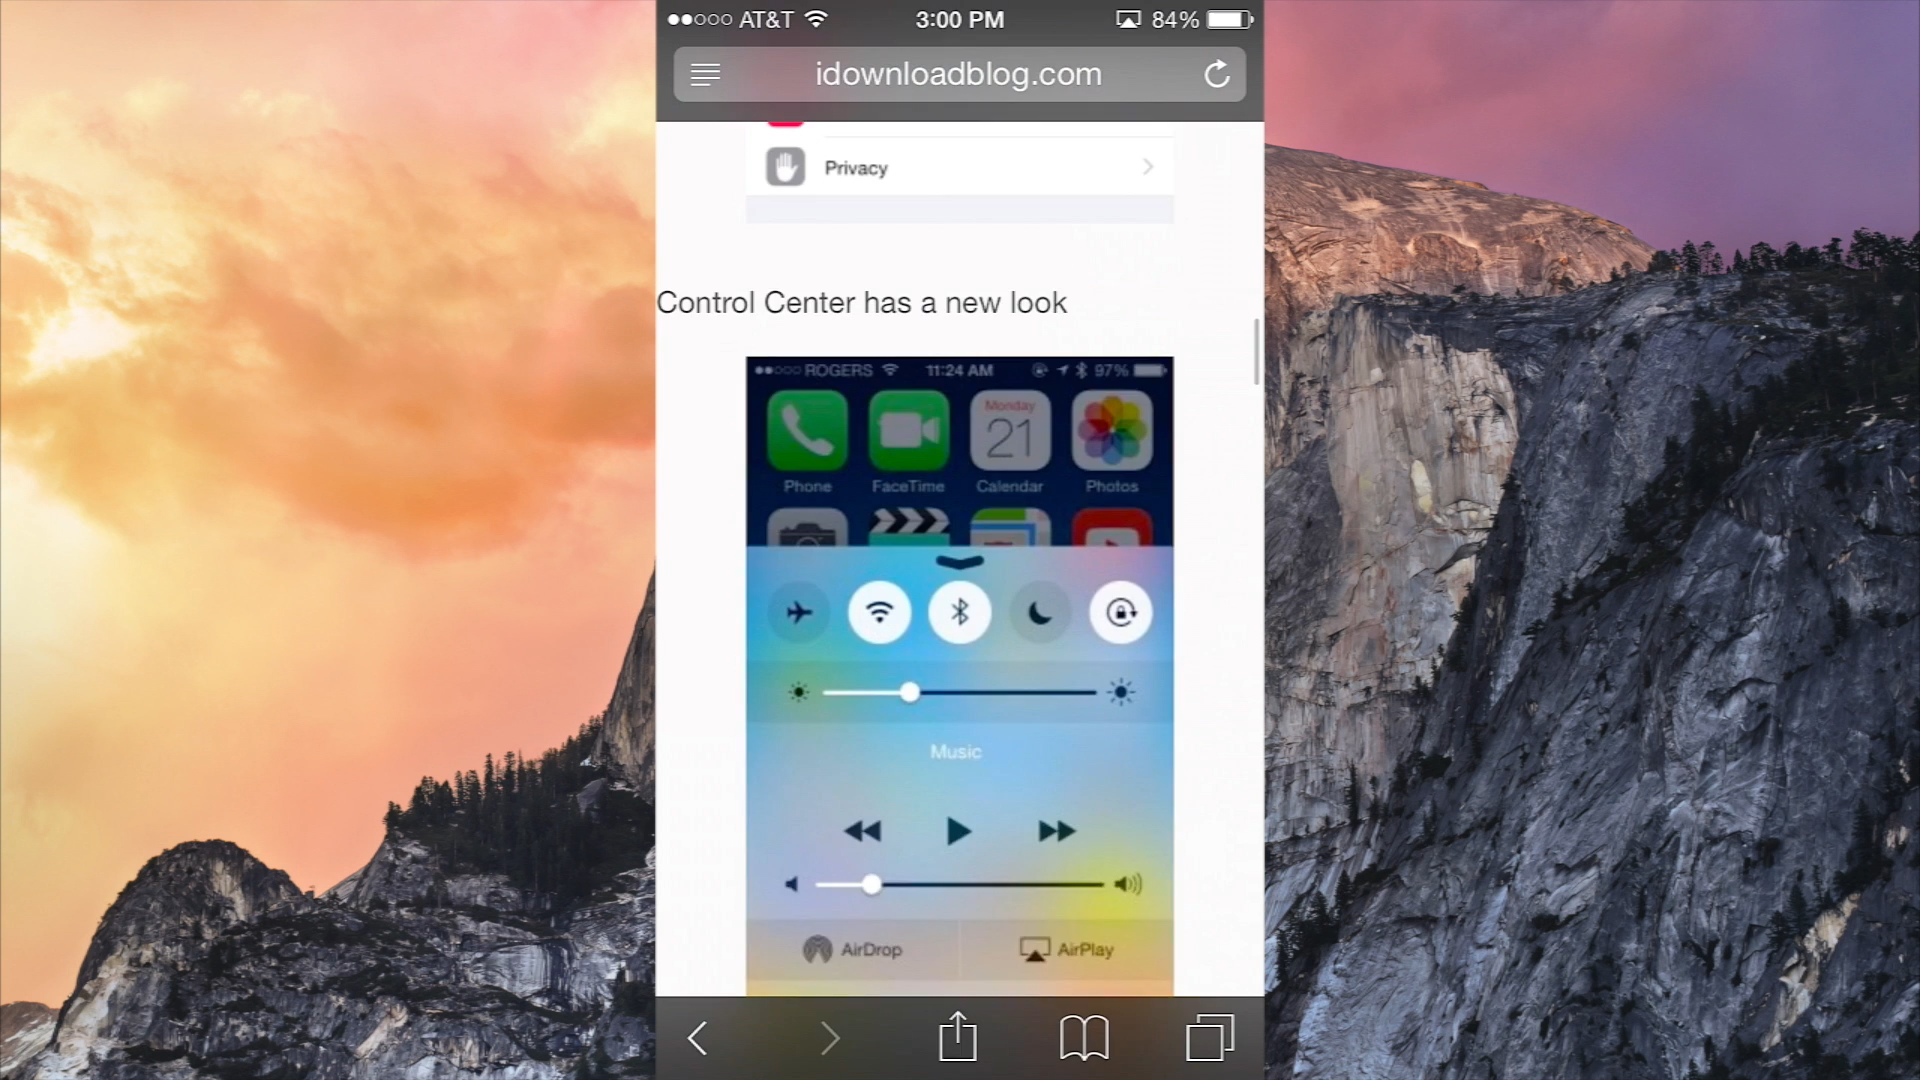 AT&T 3:00 PM 84%
idownloadblog.com
Privacy
Control Center has a new look
ROGERS 11:24 AM 97%
Monday
21
Phone FaceTime Calendar Photos
Music
AirDrop AirPlay